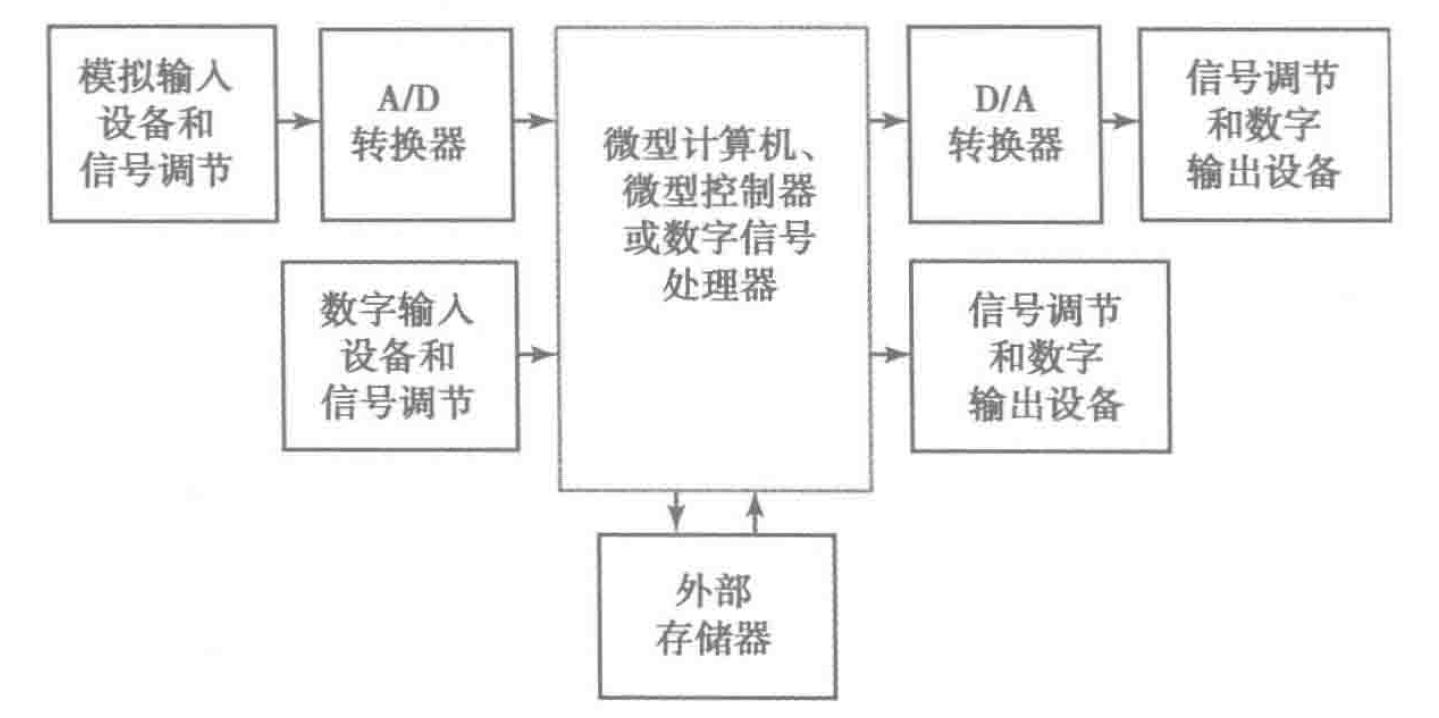 模拟输入
设备和
信号调节
A/D
转换器
微型计算机、
微型控制器
或数字信号
处理器
D/A
转换器
信号调节
和数字
输出设备
数字输入
设备和
信号调节
信号调节
和数字
输出设备
外部
存储器